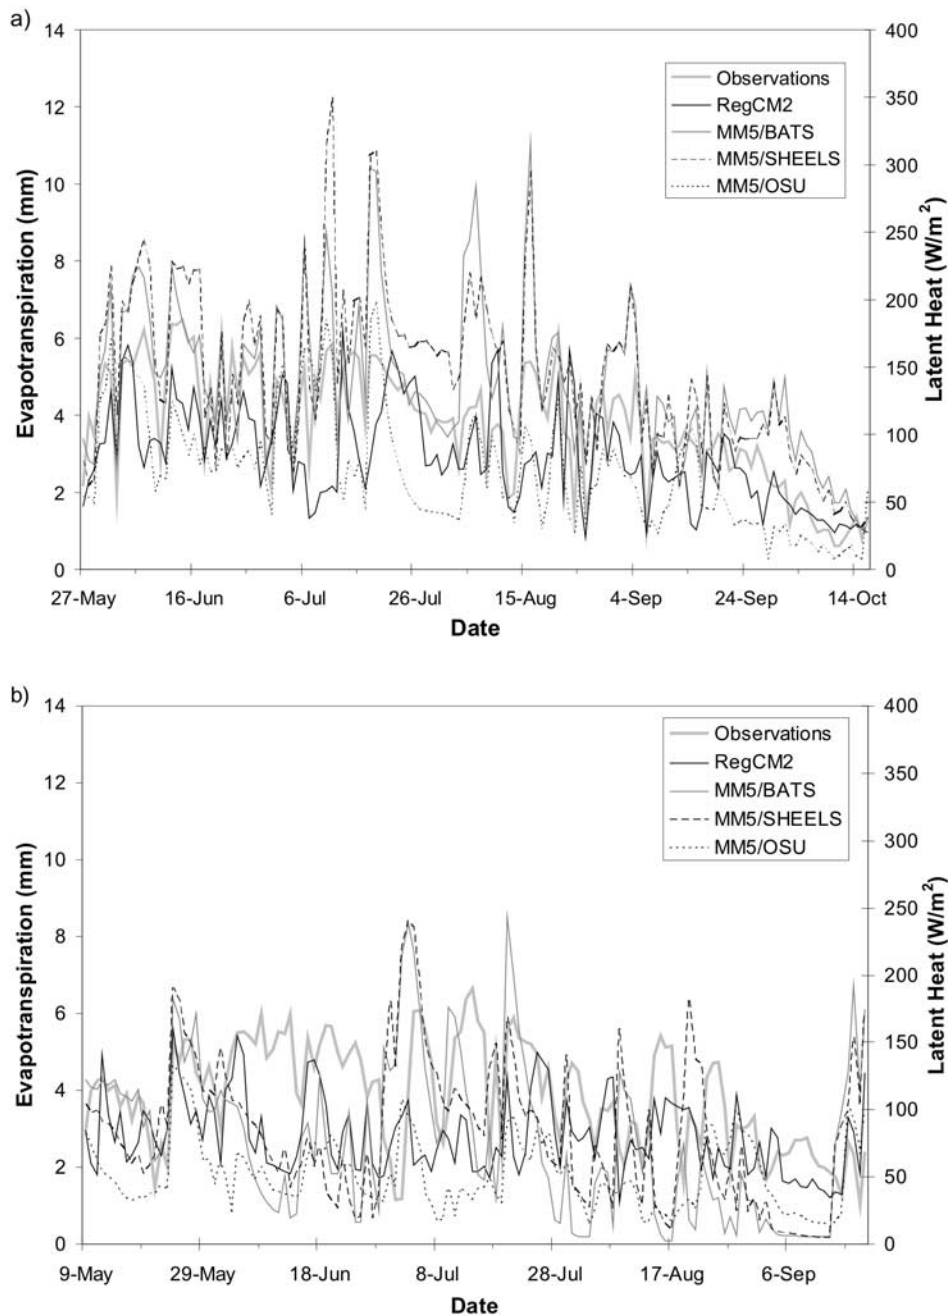 a)
14
12
10
8
6
4
2
0
Evapotranspiration (mm)
400
350
300
250
200
150
100
50
0
Latent Heat (W/m²)
Observations
RegCM2
MM5/BATS
MM5/SHEELS
MM5/OSU
27-May 16-Jun 6-Jul 26-Jul 15-Aug 4-Sep 24-Sep 14-Oct
Date
b)
14
12
10
8
6
4
2
0
Evapotranspiration (mm)
400
350
300
250
200
150
100
50
0
Latent Heat (W/m²)
Observations
RegCM2
MM5/BATS
MM5/SHEELS
MM5/OSU
9-May 29-May 18-Jun 8-Jul 28-Jul 17-Aug 6-Sep
Date